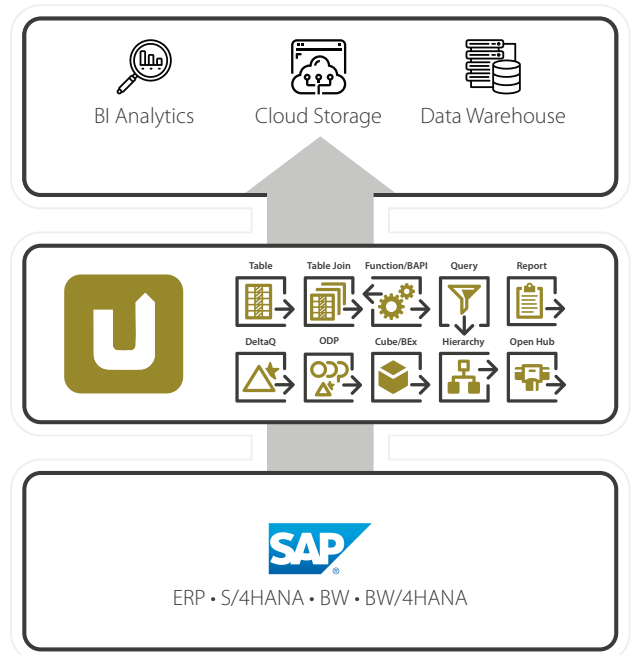 BI Analytics Cloud Storage Data Warehouse
Table Table Join Function/BAPI Query Report
DeltaQ ODP Cube/BEx Hierarchy Open Hub
SAP®
ERP • S/4HANA • BW • BW/4HANA